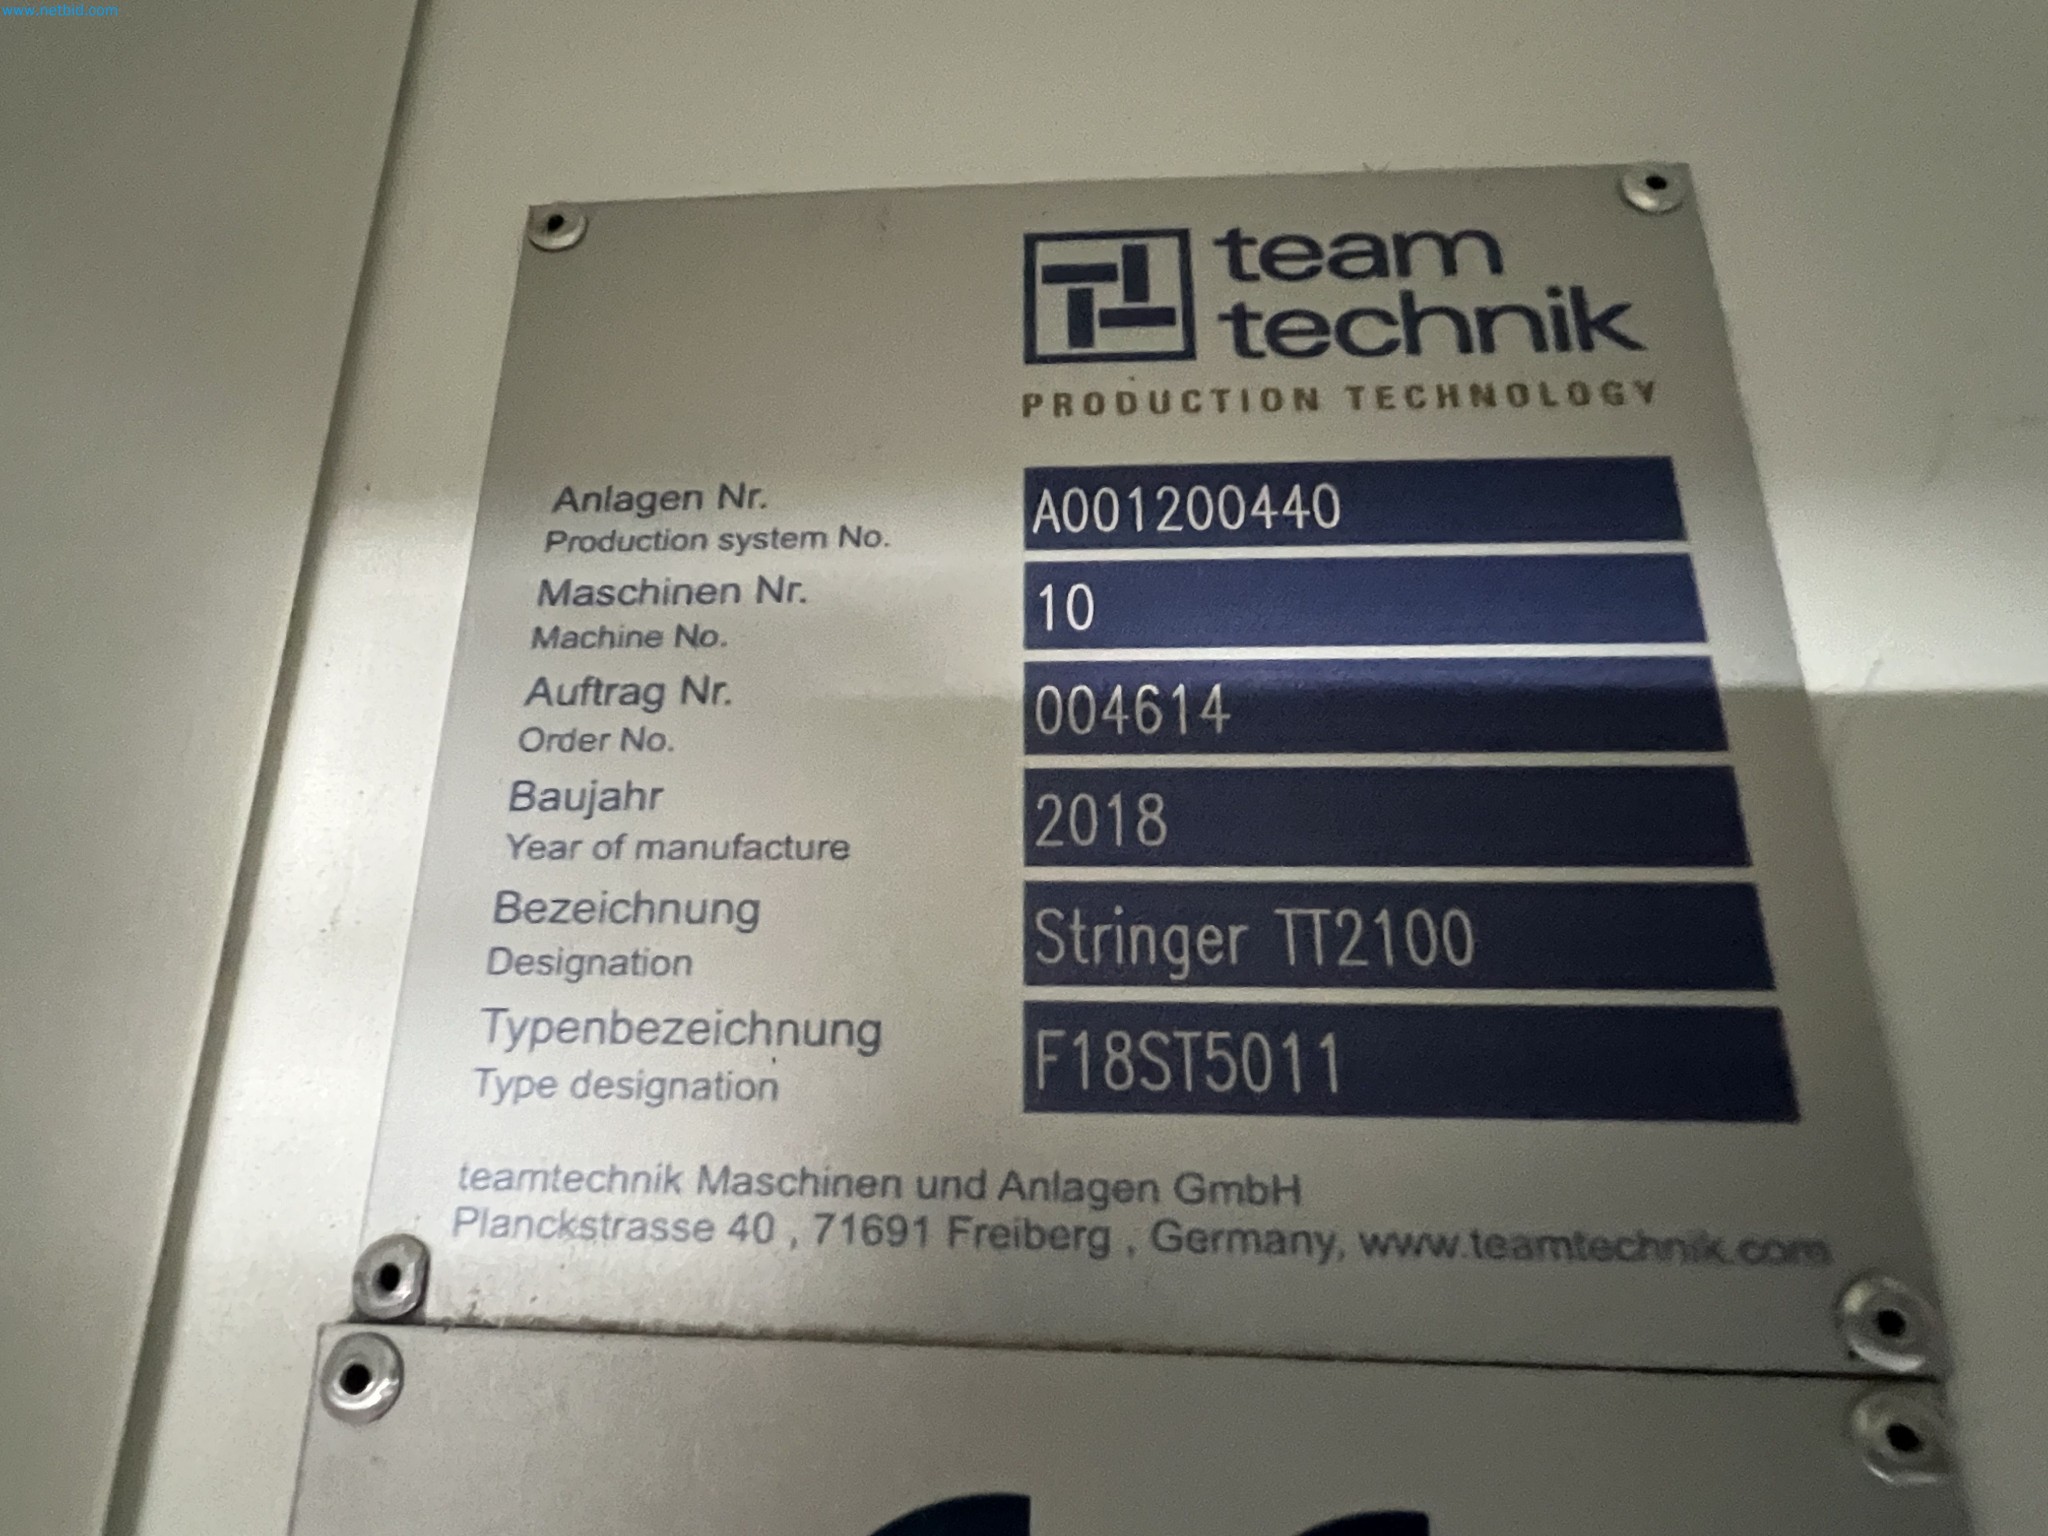 www.netbid.com
team
technik
PRODUCTION TECHNOLOGY
Anlagen Nr.
Production system No.
A001200440
Maschinen Nr.
Machine No.
10
Auftrag Nr.
Order No.
004614
Baujahr
Year of manufacture
2018
Bezeichnung
Designation
Stringer TT2100
Typenbezeichnung
Type designation
F18ST5011
teamtechnik Maschinen und Anlagen GmbH
Planckstrasse 40 , 71691 Freiberg , Germany, www.teamtechnik.com